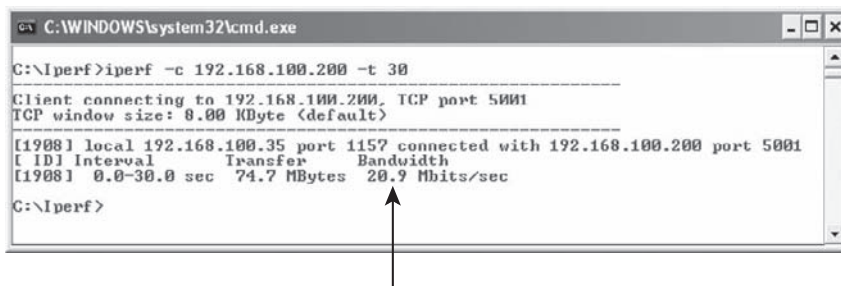 C:\WINDOWS\system32\cmd.exe
C:\Iperf>iperf -c 192.168.100.200 -t 30
------------------------------------------------------------
Client connecting to 192.168.100.200, TCP port 5001
TCP window size: 8.00 KByte (default)
------------------------------------------------------------
[1908] local 192.168.100.35 port 1157 connected with 192.168.100.200 port 5001
[ ID] Interval       Transfer     Bandwidth
[1908]  0.0-30.0 sec  74.7 MBytes  20.9 Mbits/sec
C:\Iperf>